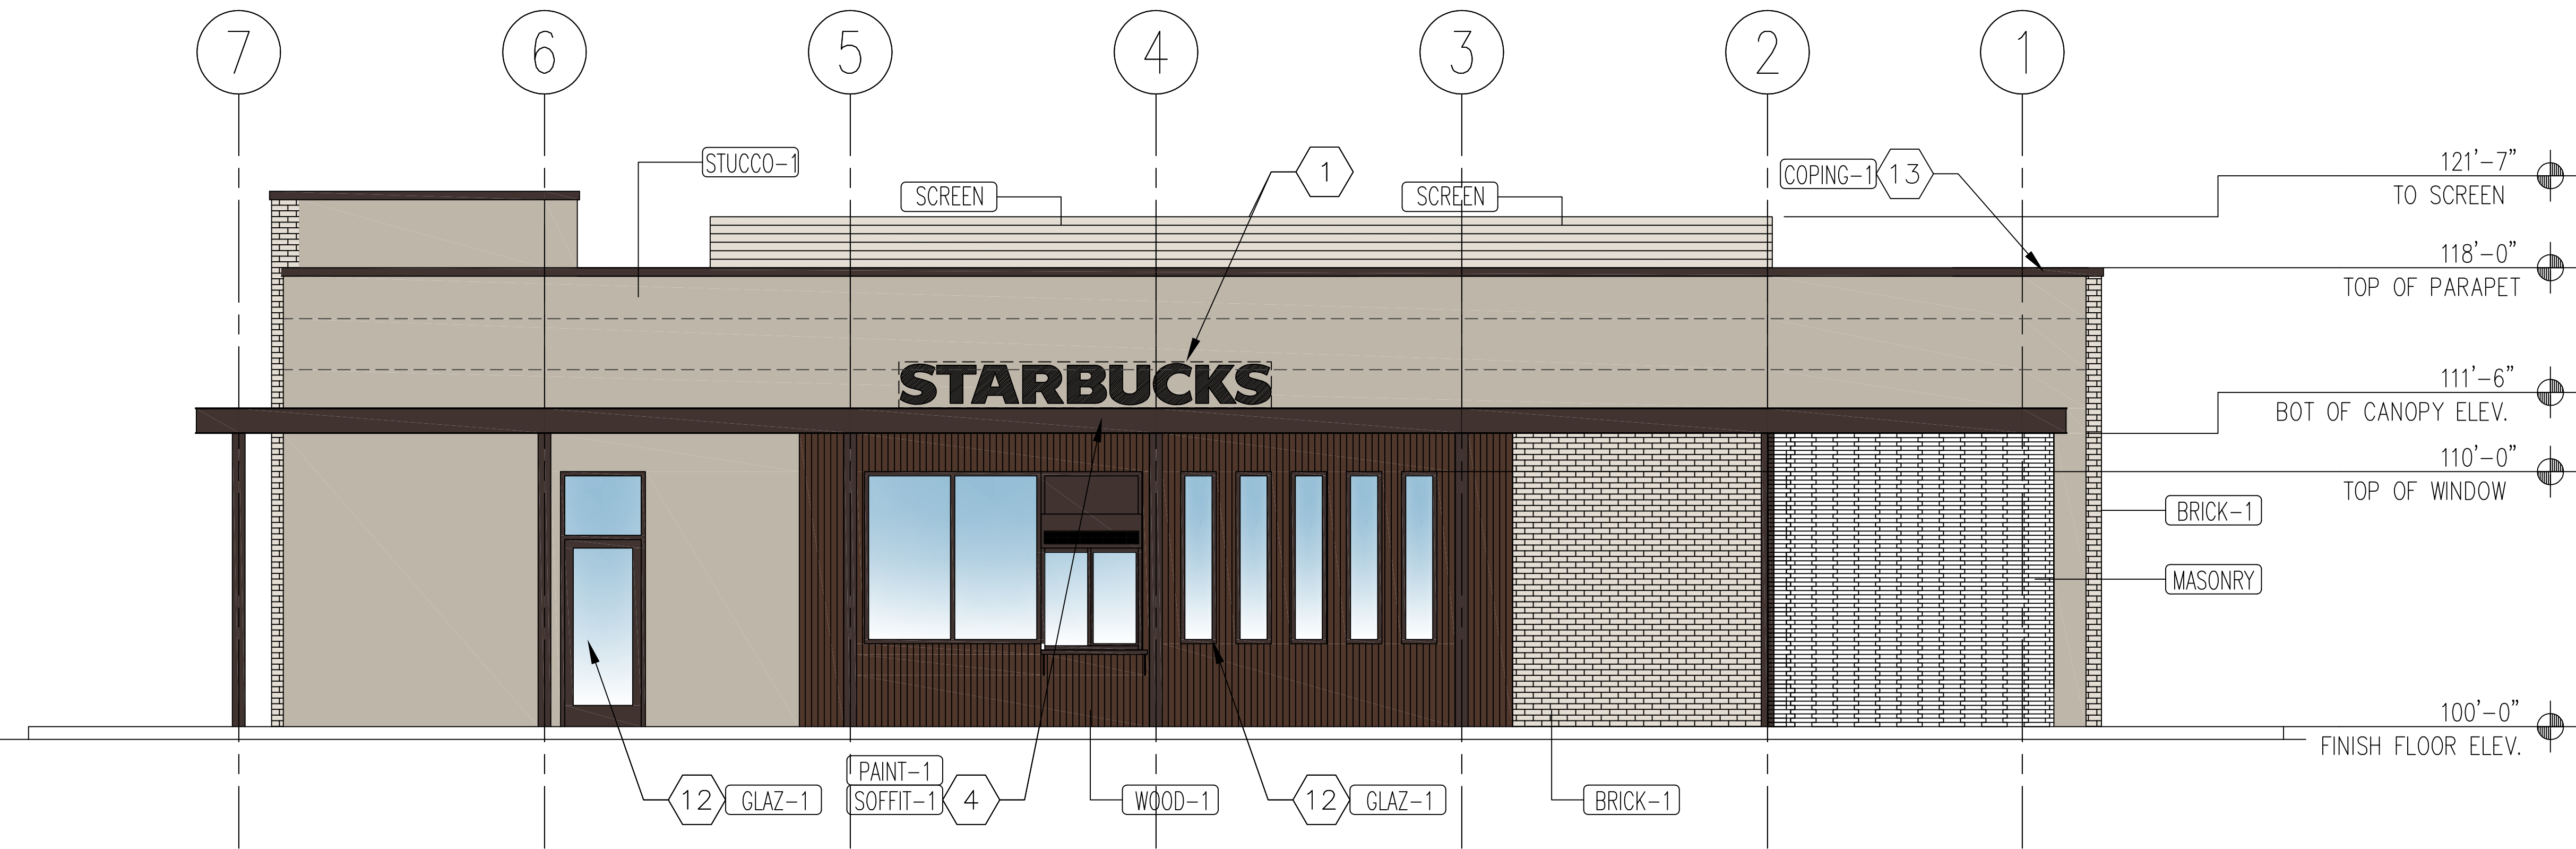 7 6 5 4 3 2 1
STUCCO-1
SCREEN
1
SCREEN
COPING-1 13
121'-7"
TO SCREEN
118'-0"
TOP OF PARAPET
STARBUCKS
111'-6"
BOT OF CANOPY ELEV.
110'-0"
TOP OF WINDOW
BRICK-1
MASONRY
100'-0"
FINISH FLOOR ELEV.
12 GLAZ-1
PAINT-1
SOFFIT-1 4
WOOD-1
12 GLAZ-1
BRICK-1